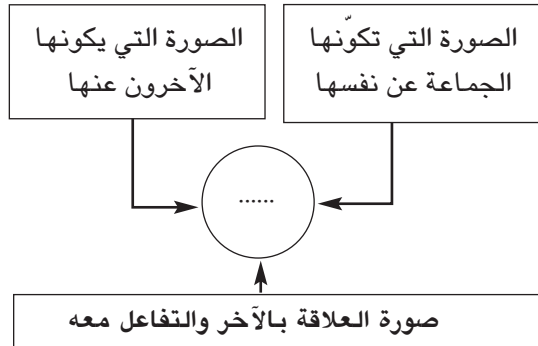 الصورة التي تكوّنها
الجماعة عن نفسها
الصورة التي يكونها
الآخرون عنها
......
صورة العلاقة بالآخر والتفاعل معه